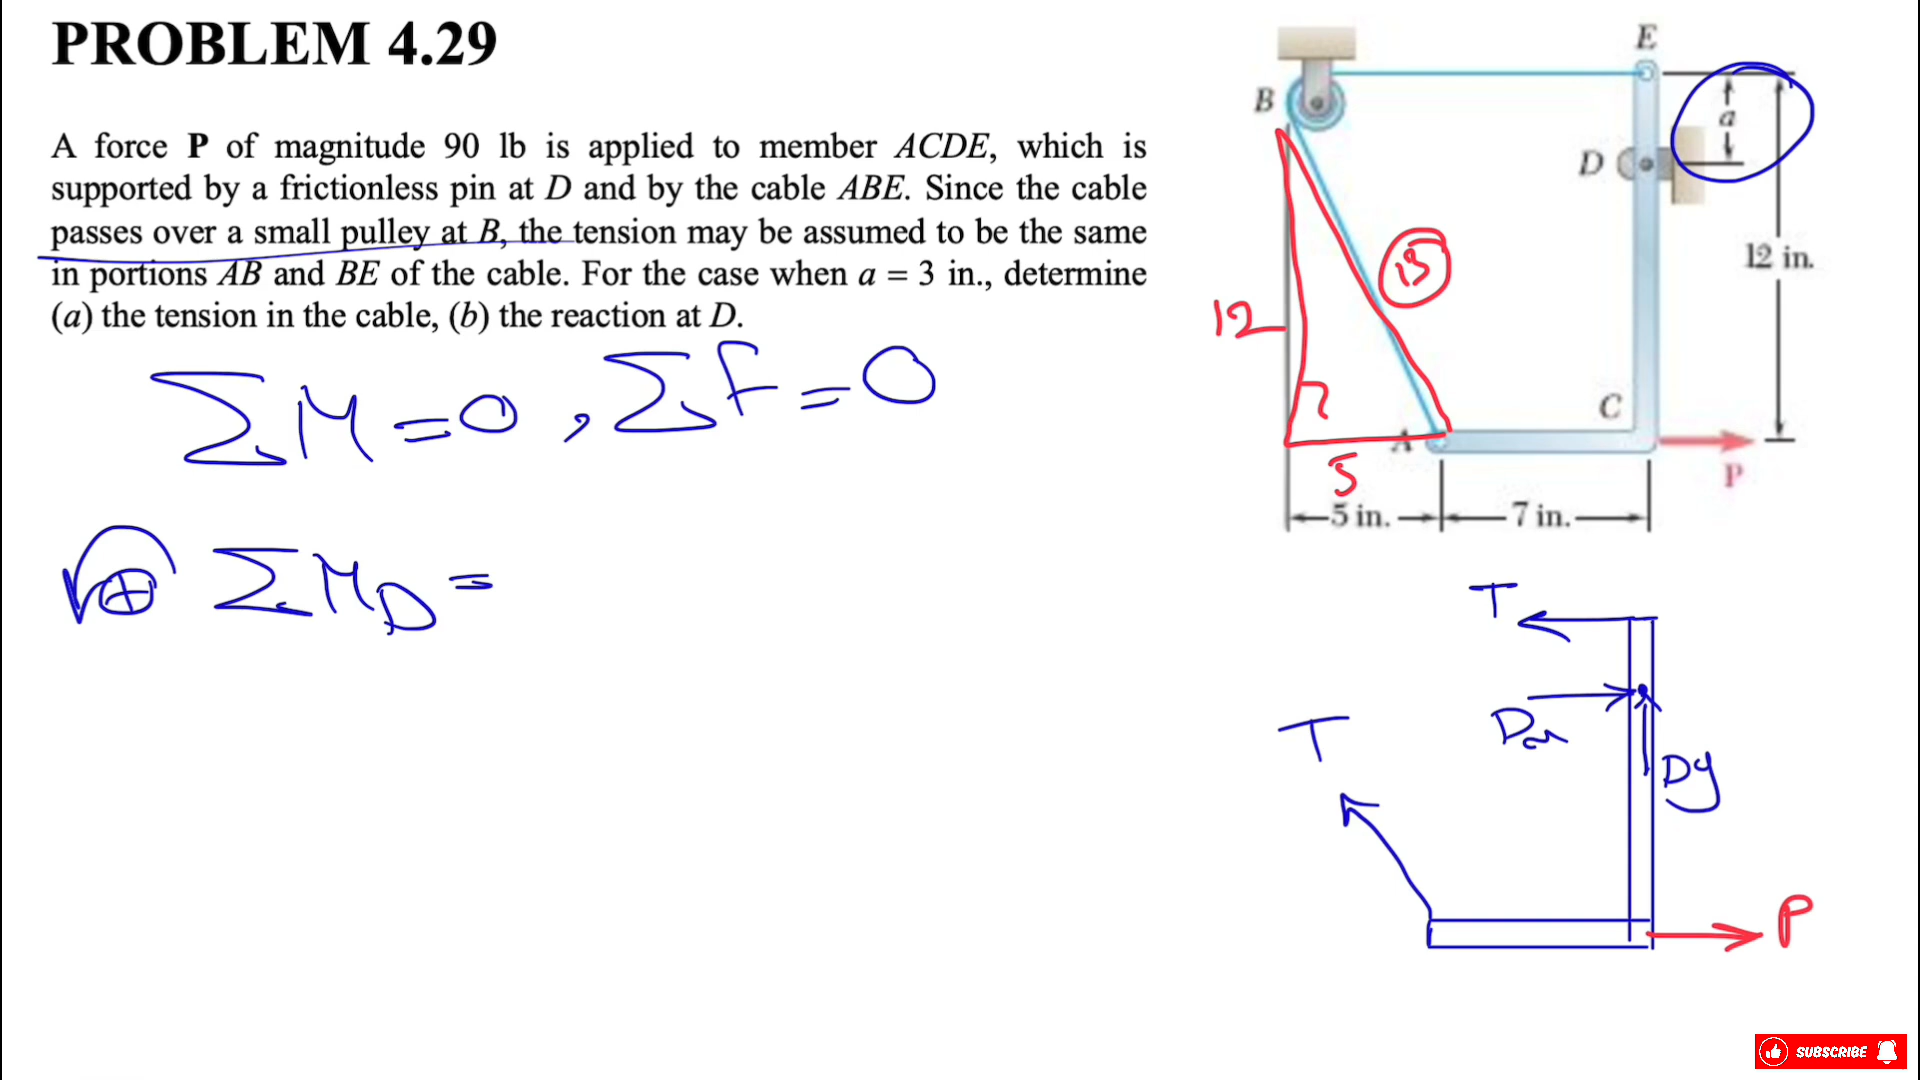 PROBLEM 4.29
A force P of magnitude 90 lb is applied to member ACDE, which is
supported by a frictionless pin at D and by the cable ABE. Since the cable
passes over a small pulley at B, the tension may be assumed to be the same
in portions AB and BE of the cable. For the case when a = 3 in., determine
(a) the tension in the cable, (b) the reaction at D.
ΣM=0, ΣF=0
⊕ ΣM_D =
E
B
a
D
12 in.
13
12
C
A
5
P
5 in.
7 in.
T
Dx
T
Dy
P
SUBSCRIBE